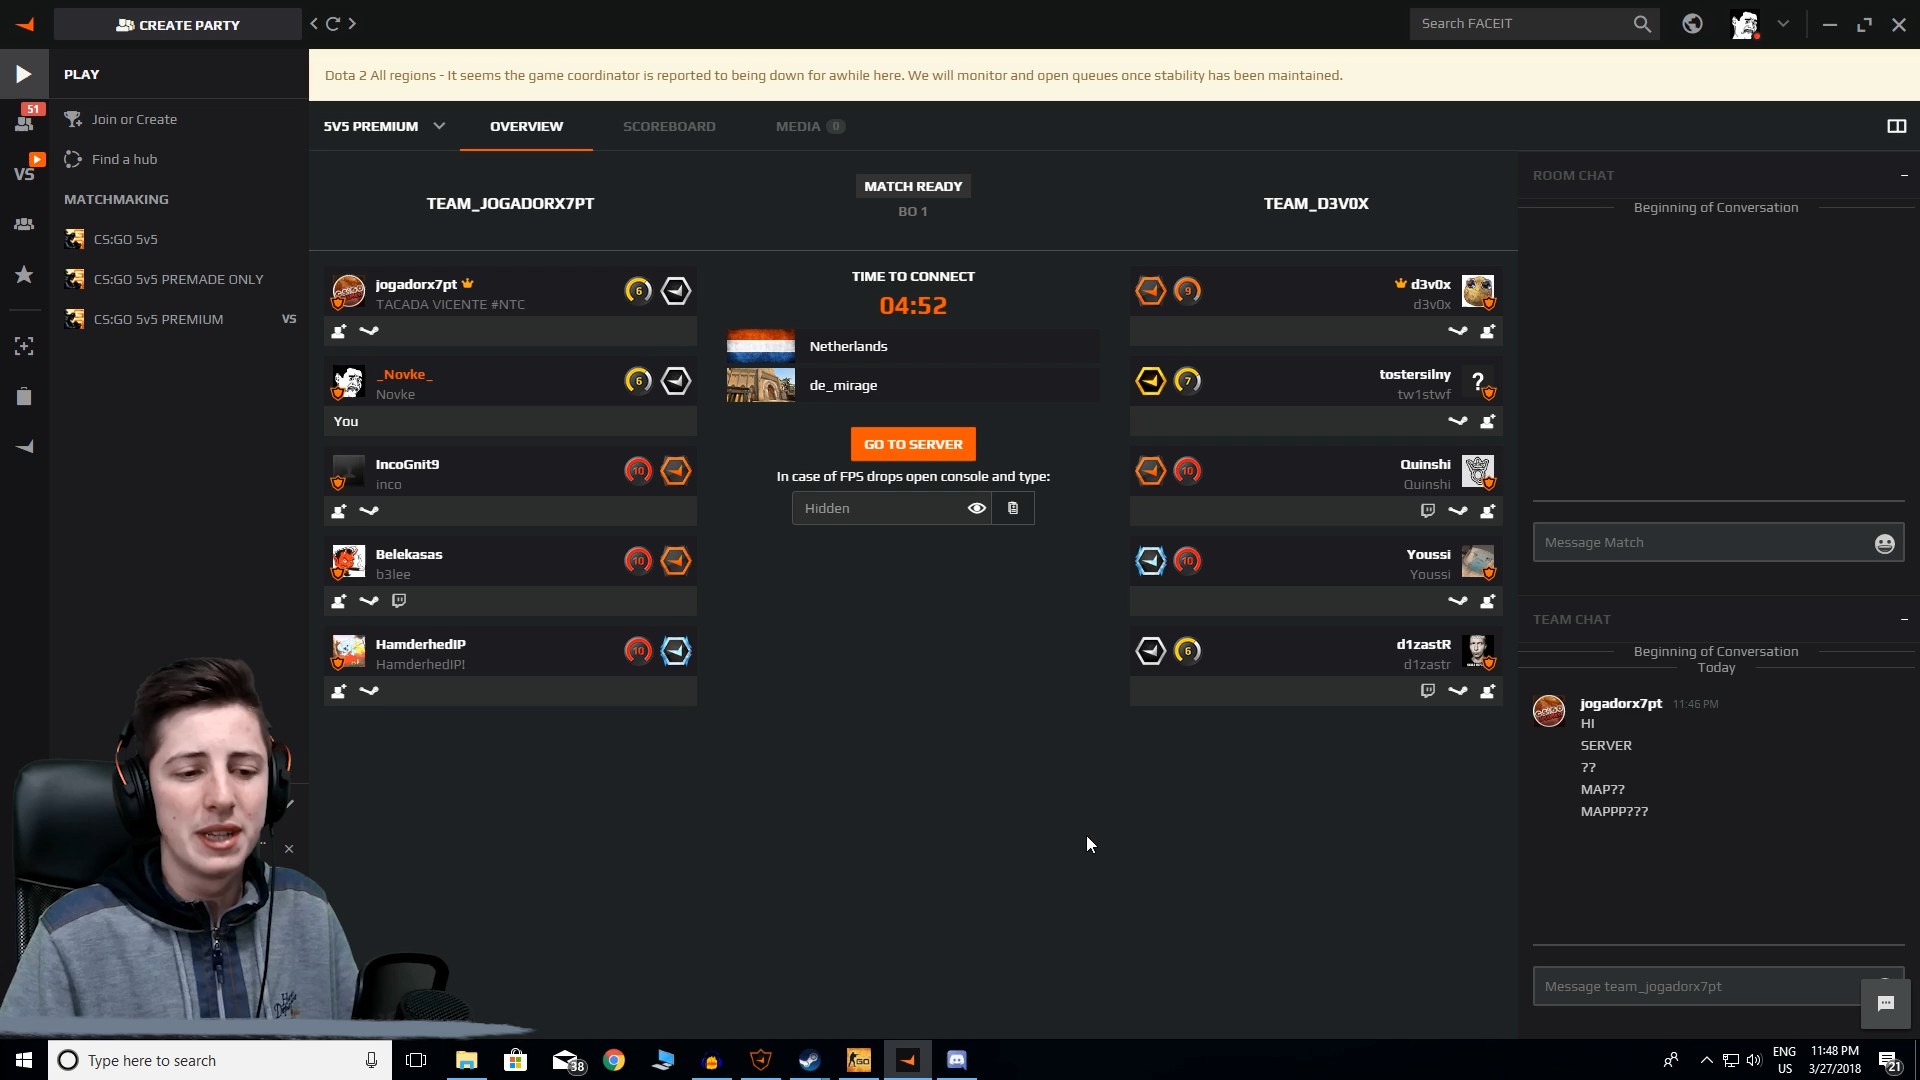 CREATE PARTY
Search FACEIT
PLAY
Dota 2 All regions - It seems the game coordinator is reported to being down for awhile here. We will monitor and open queues once stability has been maintained.
51
Join or Create
VS
Find a hub
MATCHMAKING
CS:GO 5v5
CS:GO 5v5 PREMADE ONLY
CS:GO 5v5 PREMIUM VS
5V5 PREMIUM
OVERVIEW
SCOREBOARD
MEDIA 0
TEAM_JOGADORX7PT
MATCH READY
BO 1
TEAM_D3V0X
jogadorx7pt
TACADA VICENTE #NTC
6
_Novke_
Novke
6
You
IncoGnit9
inco
10
Belekasas
b3lee
10
HamderhedIP
HamderhedIP!
10
TIME TO CONNECT
04:52
Netherlands
de_mirage
GO TO SERVER
In case of FPS drops open console and type:
Hidden
9
d3v0x
d3v0x
7
tostersilny
tw1stwf
?
10
Quinshi
Quinshi
10
Youssi
Youssi
6
d1zastR
d1zastr
ROOM CHAT
Beginning of Conversation
Message Match
TEAM CHAT
Beginning of Conversation
Today
jogadorx7pt 11:46 PM
HI
SERVER
??
MAP??
MAPPP???
Message team_jogadorx7pt
Type here to search
38
GO
ENG
US
11:48 PM
3/27/2018
21